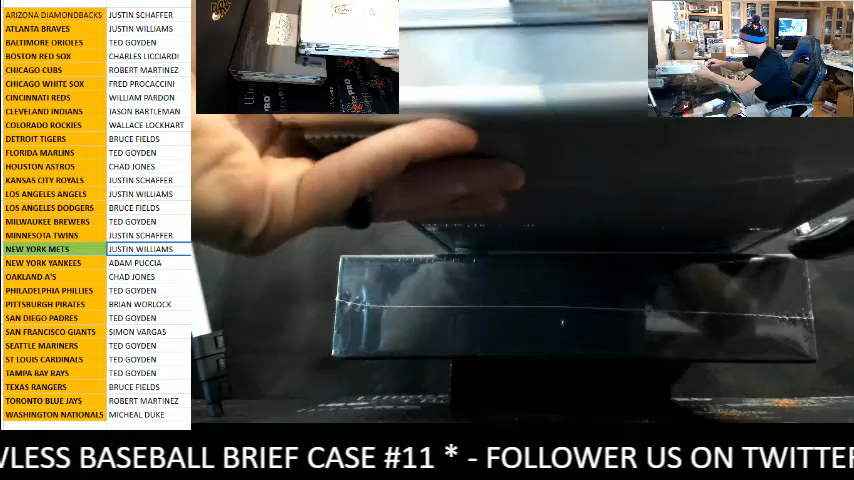 ARIZONA DIAMONDBACKS JUSTIN SCHAFFER
ATLANTA BRAVES JUSTIN WILLIAMS
BALTIMORE ORIOLES TED GOYDEN
BOSTON RED SOX CHARLES LICCIARDI
CHICAGO CUBS ROBERT MARTINEZ
CHICAGO WHITE SOX FRED PROCACCINI
CINCINNATI REDS WILLIAM PARDON
CLEVELAND INDIANS JASON BARTLEMAN
COLORADO ROCKIES WALLACE LOCKHART
DETROIT TIGERS BRUCE FIELDS
FLORIDA MARLINS TED GOYDEN
HOUSTON ASTROS CHAD JONES
KANSAS CITY ROYALS JUSTIN SCHAFFER
LOS ANGELES ANGELS JUSTIN WILLIAMS
LOS ANGELES DODGERS BRUCE FIELDS
MILWAUKEE BREWERS TED GOYDEN
MINNESOTA TWINS JUSTIN SCHAFFER
NEW YORK METS JUSTIN WILLIAMS
NEW YORK YANKEES ADAM PUCCIA
OAKLAND A'S CHAD JONES
PHILADELPHIA PHILLIES TED GOYDEN
PITTSBURGH PIRATES BRIAN WORLOCK
SAN DIEGO PADRES TED GOYDEN
SAN FRANCISCO GIANTS SIMON VARGAS
SEATTLE MARINERS TED GOYDEN
ST LOUIS CARDINALS TED GOYDEN
TAMPA BAY RAYS TED GOYDEN
TEXAS RANGERS BRUCE FIELDS
TORONTO BLUE JAYS ROBERT MARTINEZ
WASHINGTON NATIONALS MICHEAL DUKE
WLESS BASEBALL BRIEF CASE #11 * - FOLLOWER US ON TWITTER